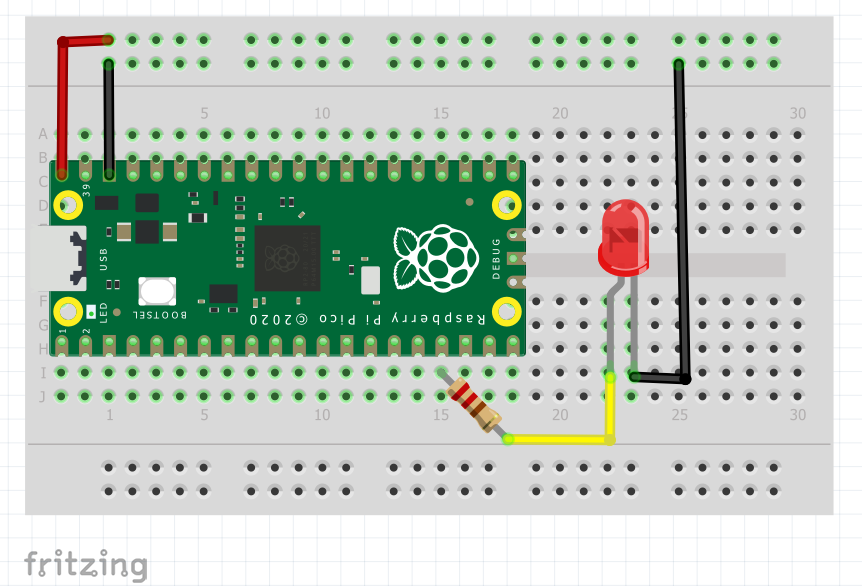 5 10 15 20 25 30
A
B
C
D
F
G
H
I
J
39
USB
DEBUG
LED
BOOTSEL
Raspberry Pi Pico © 2020
1
2
1 5 10 15 20 25 30
fritzing